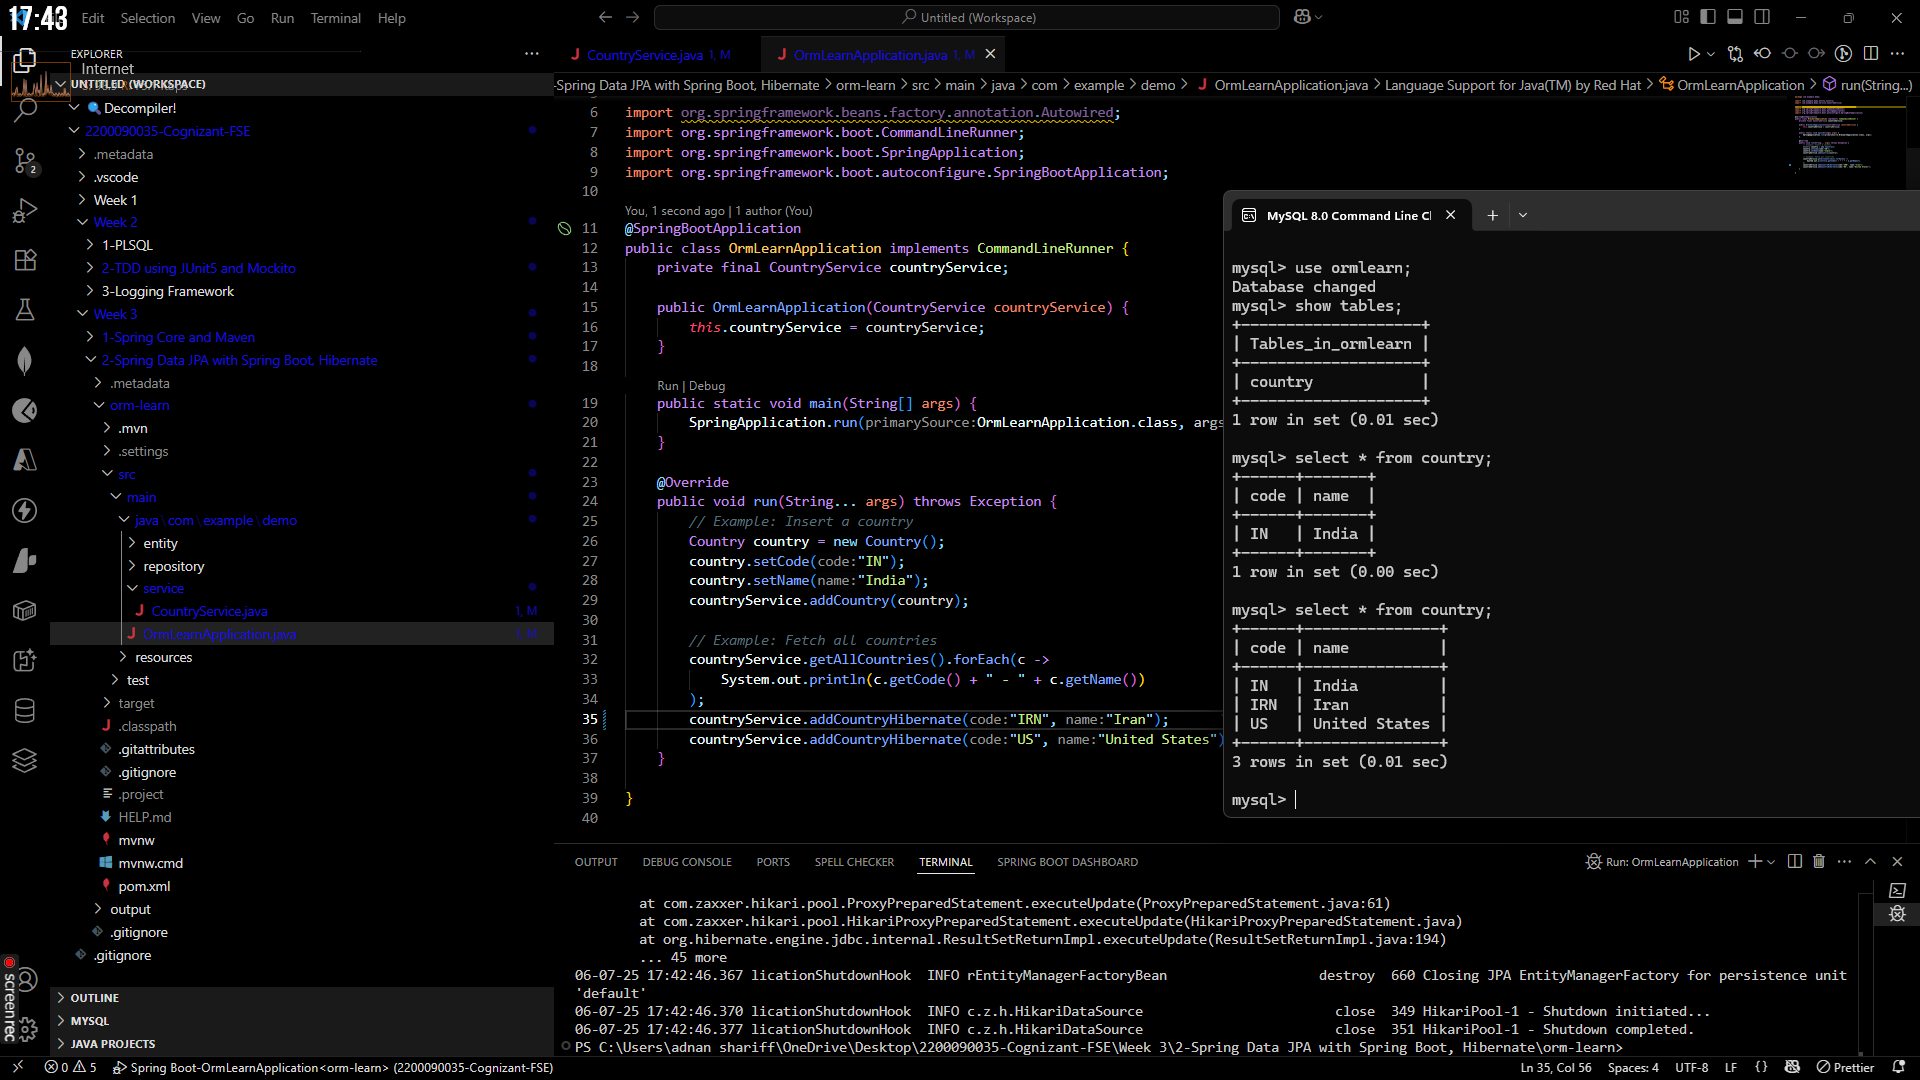 17:43
Edit Selection View Go Run Terminal Help
Untitled (Workspace)
EXPLORER
Internet
UNTITLED (WORKSPACE)
Decompiler!
2200090035-Cognizant-FSE
.metadata
.vscode
Week 1
Week 2
1-PLSQL
2-TDD using JUnit5 and Mockito
3-Logging Framework
Week 3
1-Spring Core and Maven
2-Spring Data JPA with Spring Boot, Hibernate
.metadata
orm-learn
.mvn
.settings
src
main
java\com\example\demo
entity
repository
service
CountryService.java 1, M
OrmLearnApplication.java 1, M
resources
test
target
.classpath
.gitattributes
.gitignore
.project
HELP.md
mvnw
mvnw.cmd
pom.xml
output
.gitignore
.gitignore
OUTLINE
MYSQL
JAVA PROJECTS
2
screen rec
CountryService.java 1, M
OrmLearnApplication.java 1, M
Spring Data JPA with Spring Boot, Hibernate > orm-learn > src > main > java > com > example > demo > OrmLearnApplication.java > Language Support for Java(TM) by Red Hat > OrmLearnApplication > run(String...)
6 import org.springframework.beans.factory.annotation.Autowired;
7 import org.springframework.boot.CommandLineRunner;
8 import org.springframework.boot.SpringApplication;
9 import org.springframework.boot.autoconfigure.SpringBootApplication;
10
You, 1 second ago | 1 author (You)
11 @SpringBootApplication
12 public class OrmLearnApplication implements CommandLineRunner {
13 private final CountryService countryService;
14
15 public OrmLearnApplication(CountryService countryService) {
16 this.countryService = countryService;
17 }
18
Run | Debug
19 public static void main(String[] args) {
20 SpringApplication.run(primarySource:OrmLearnApplication.class, args
21 }
22
23 @Override
24 public void run(String... args) throws Exception {
25 // Example: Insert a country
26 Country country = new Country();
27 country.setCode(code:"IN");
28 country.setName(name:"India");
29 countryService.addCountry(country);
30
31 // Example: Fetch all countries
32 countryService.getAllCountries().forEach(c ->
33 System.out.println(c.getCode() + " - " + c.getName())
34 );
35 countryService.addCountryHibernate(code:"IRN", name:"Iran");
36 countryService.addCountryHibernate(code:"US", name:"United States")
37 }
38
39 }
40
MySQL 8.0 Command Line Cl
mysql> use ormlearn;
Database changed
mysql> show tables;
+--------------------+
| Tables_in_ormlearn |
+--------------------+
| country |
+--------------------+
1 row in set (0.01 sec)
mysql> select * from country;
+------+-------+
| code | name |
+------+-------+
| IN | India |
+------+-------+
1 row in set (0.00 sec)
mysql> select * from country;
+------+---------------+
| code | name |
+------+---------------+
| IN | India |
| IRN | Iran |
| US | United States |
+------+---------------+
3 rows in set (0.01 sec)
mysql>
OUTPUT DEBUG CONSOLE PORTS SPELL CHECKER TERMINAL SPRING BOOT DASHBOARD
Run: OrmLearnApplication
at com.zaxxer.hikari.pool.ProxyPreparedStatement.executeUpdate(ProxyPreparedStatement.java:61)
at com.zaxxer.hikari.pool.HikariProxyPreparedStatement.executeUpdate(HikariProxyPreparedStatement.java)
at org.hibernate.engine.jdbc.internal.ResultSetReturnImpl.executeUpdate(ResultSetReturnImpl.java:194)
... 45 more
06-07-25 17:42:46.367 licationShutdownHook INFO rEntityManagerFactoryBean destroy 660 Closing JPA EntityManagerFactory for persistence unit
'default'
06-07-25 17:42:46.370 licationShutdownHook INFO c.z.h.HikariDataSource close 349 HikariPool-1 - Shutdown initiated...
06-07-25 17:42:46.377 licationShutdownHook INFO c.z.h.HikariDataSource close 351 HikariPool-1 - Shutdown completed.
PS C:\Users\adnan shariff\OneDrive\Desktop\2200090035-Cognizant-FSE\Week 3\2-Spring Data JPA with Spring Boot, Hibernate\orm-learn>
0 5 Spring Boot-OrmLearnApplication<orm-learn> (2200090035-Cognizant-FSE)
Ln 35, Col 56 Spaces: 4 UTF-8 LF {} Prettier